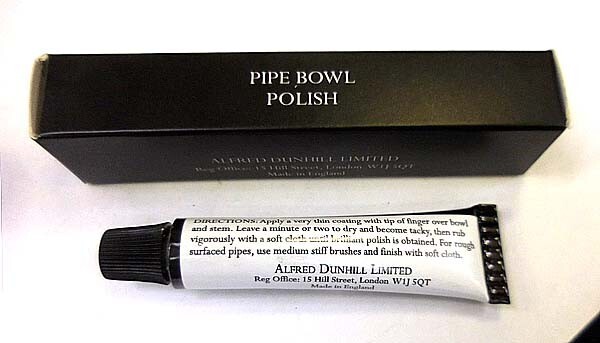 PIPE BOWL
POLISH
ALFRED DUNHILL LIMITED
Reg Office: 15 Hill Street, London W1J 5QT
Made in England
DIRECTIONS: Apply a very thin coating with tip of finger over bowl
and stem. Leave a minute or two to dry and become tacky, then rub
vigorously with a soft cloth until brilliant polish is obtained. For rough
surfaced pipes, use medium stiff brushes and finish with soft cloth.
ALFRED DUNHILL LIMITED
REG OFFICE: 15 HILL STREET, LONDON W1J 5QT
Made in England